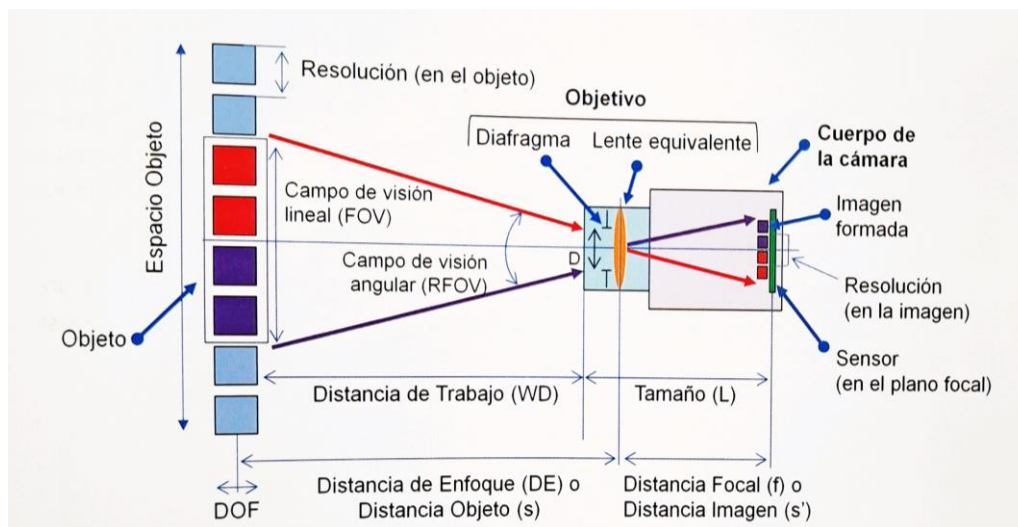 Espacio Objeto
Resolución (en el objeto)
Objetivo
Diafragma
Lente equivalente
Cuerpo de
la cámara
Campo de visión
lineal (FOV)
Imagen
formada
D
Campo de visión
angular (RFOV)
Resolución
(en la imagen)
Objeto
Sensor
(en el plano focal)
Distancia de Trabajo (WD)
Tamaño (L)
Distancia de Enfoque (DE) o
Distancia Objeto (s)
Distancia Focal (f) o
Distancia Imagen (s')
DOF